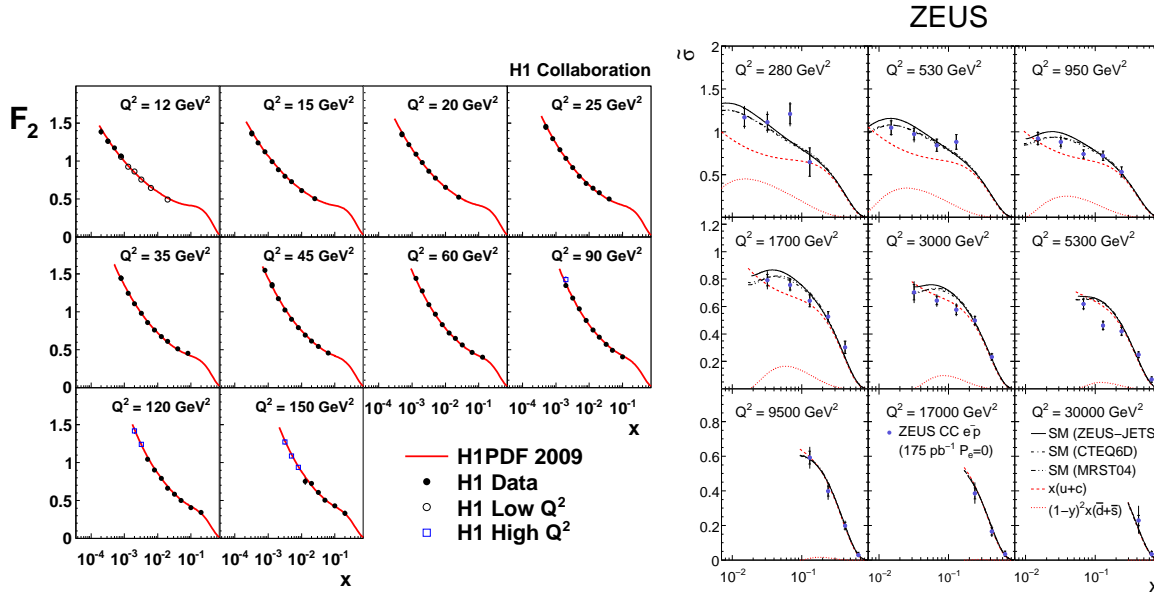 H1 Collaboration
F₂
Q² = 12 GeV²
Q² = 15 GeV²
Q² = 20 GeV²
Q² = 25 GeV²
1.5
1
0.5
0
Q² = 35 GeV²
Q² = 45 GeV²
Q² = 60 GeV²
Q² = 90 GeV²
1.5
1
0.5
0
Q² = 120 GeV²
Q² = 150 GeV²
10⁻⁴ 10⁻³ 10⁻² 10⁻¹ 10⁻⁴ 10⁻³ 10⁻² 10⁻¹
x
1.5
1
0.5
0
10⁻⁴ 10⁻³ 10⁻² 10⁻¹ 10⁻⁴ 10⁻³ 10⁻² 10⁻¹
x
H1PDF 2009
H1 Data
H1 Low Q²
H1 High Q²
ZEUS
σ̃
Q² = 280 GeV²
Q² = 530 GeV²
Q² = 950 GeV²
2
1.5
1
0.5
Q² = 1700 GeV²
Q² = 3000 GeV²
Q² = 5300 GeV²
1.2
1
0.8
0.6
0.4
0.2
Q² = 9500 GeV²
Q² = 17000 GeV²
Q² = 30000 GeV²
ZEUS CC e⁻p
(175 pb⁻¹ Pₑ=0)
SM (ZEUS−JETS
SM (CTEQ6D)
SM (MRST04)
x(u+c)
(1−y)²x(d̅+s̅)
0.8
0.6
0.4
0.2
0
10⁻² 10⁻¹ 10⁻² 10⁻¹ 10⁻² 10⁻¹
x